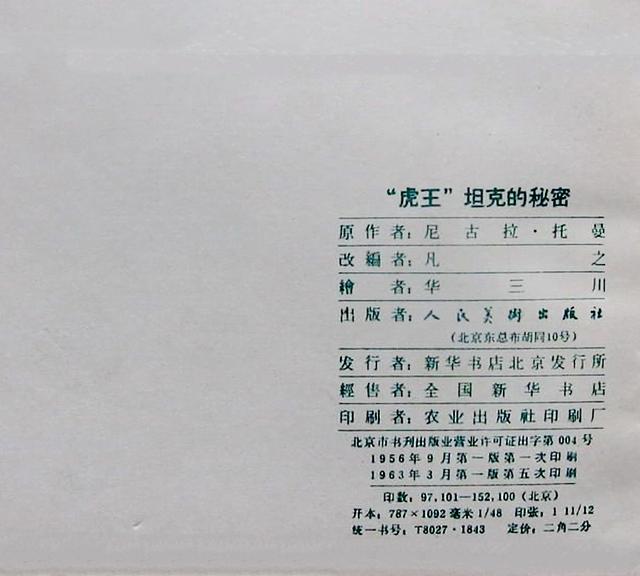 “虎王”坦克的秘密
原作者：尼古拉·托曼
改編者：凡之
繪者：华三川
出版者：人民美術出版社
（北京东总布胡同10号）
发行者：新华书店北京发行所
經售者：全国新华书店
印刷者：农业出版社印刷厂
北京市书刊出版业营业许可证出字第004号
1956年9月第一版第一次印刷
1963年3月第一版第五次印刷
印数：97,101—152,100（北京）
开本：787×1092毫米1/48 印张：1 11/12
统一书号：T8027·1843 定价：二角二分